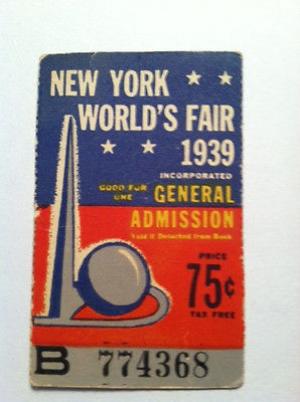 NEW YORK
WORLD'S FAIR
1939
INCORPORATED
GOOD FOR
ONE
GENERAL
ADMISSION
Void if Detached from Book
PRICE
75¢
TAX FREE
B 774368